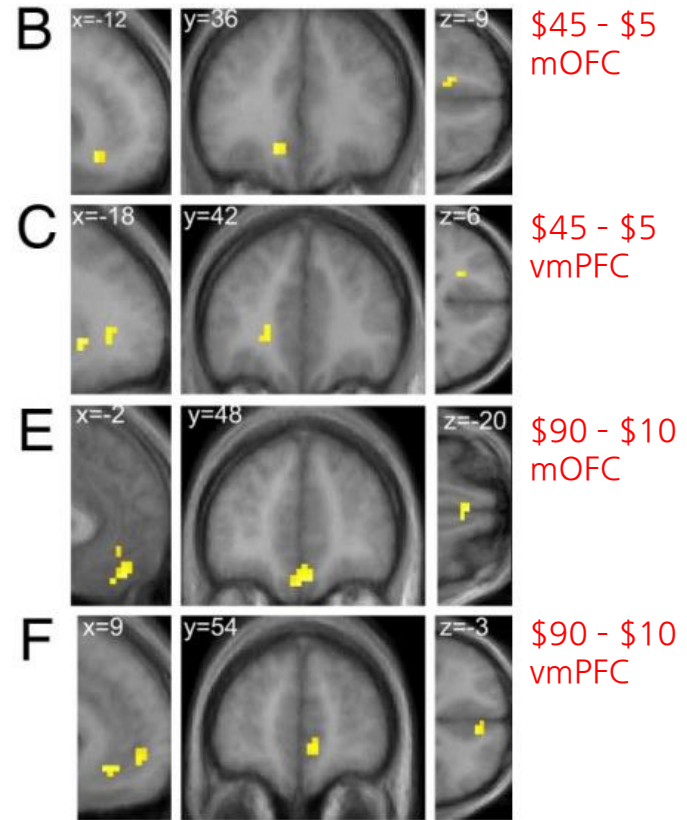 B
x=-12
y=36
z=-9
$45 - $5
mOFC
C
x=-18
y=42
z=6
$45 - $5
vmPFC
E
x=-2
y=48
z=-20
$90 - $10
mOFC
F
x=9
y=54
z=-3
$90 - $10
vmPFC